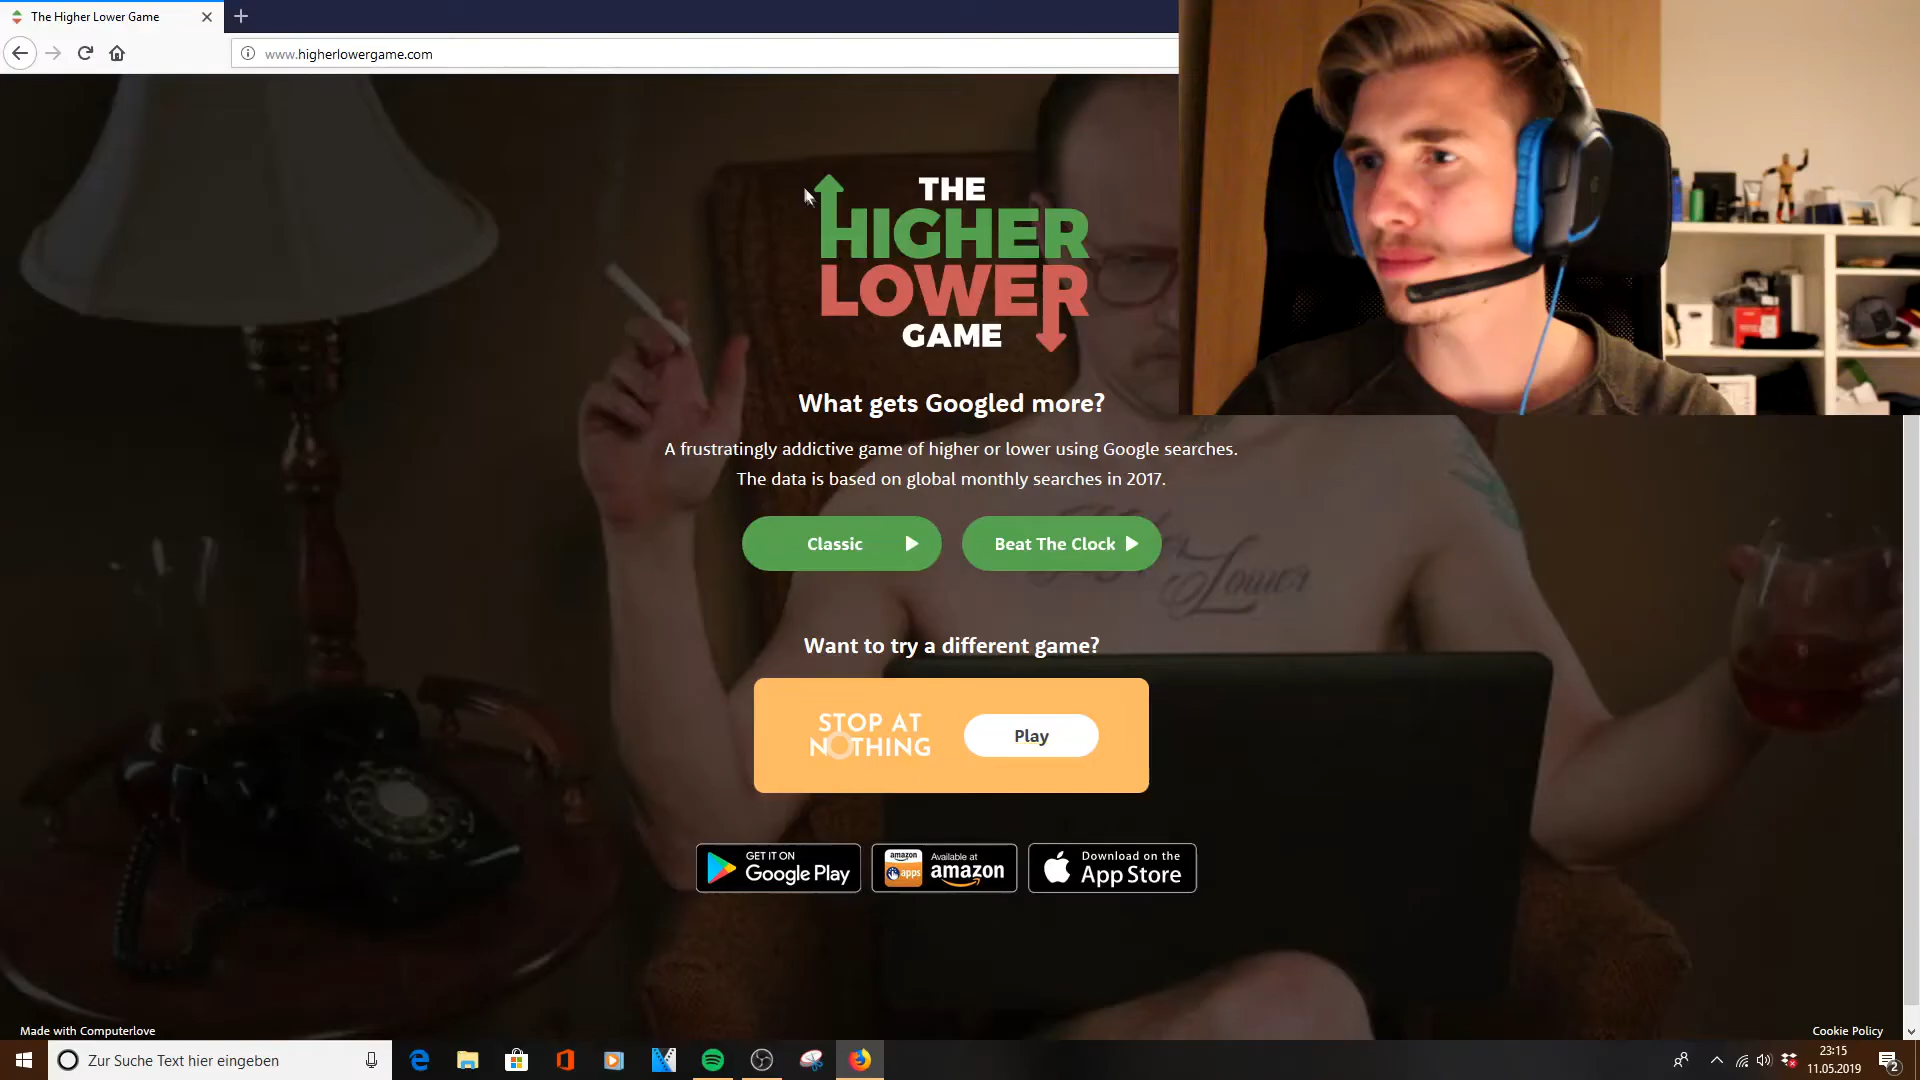 The Higher Lower Game
www.higherlowergame.com
THE
HIGHER
LOWER
GAME
What gets Googled more?
A frustratingly addictive game of higher or lower using Google searches.
The data is based on global monthly searches in 2017.
Classic
Beat The Clock
Higher
Lower
Want to try a different game?
STOP AT
NOTHING
Play
GET IT ON
Google Play
amazon
apps
Available at
amazon
Download on the
App Store
Made with Computerlove
Cookie Policy
Zur Suche Text hier eingeben
23:15
11.05.2019
2